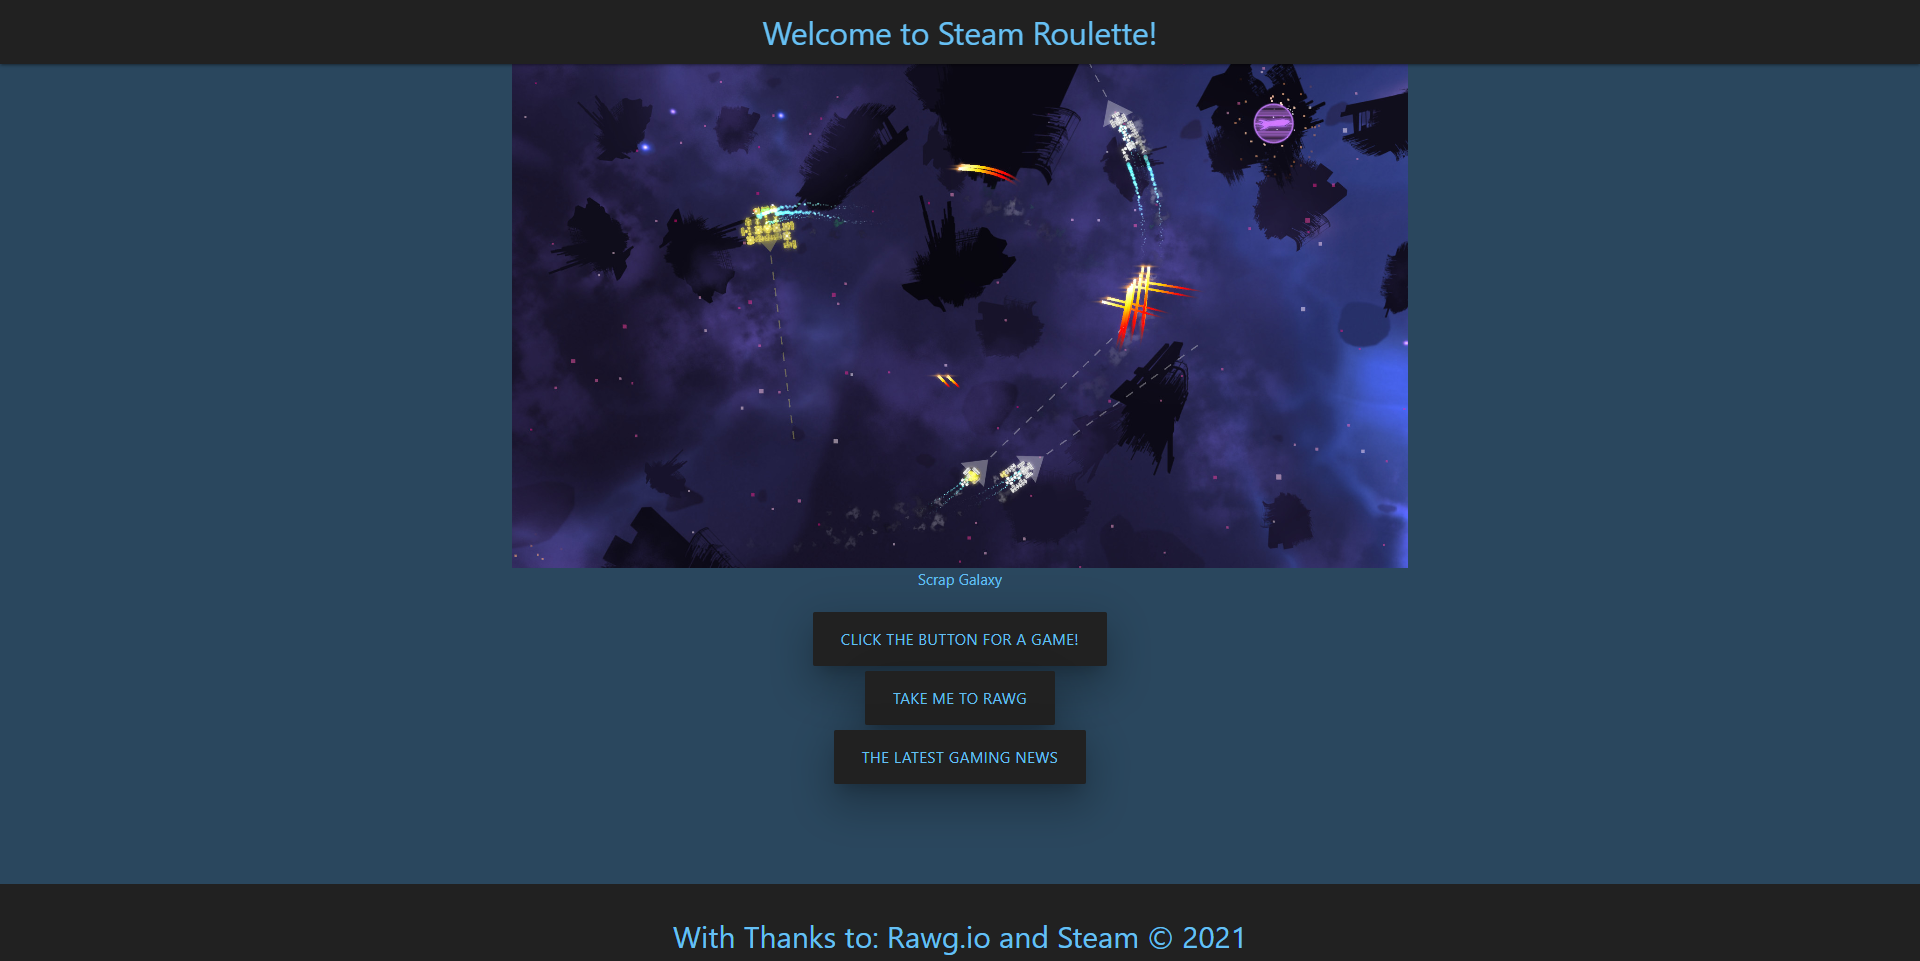 Welcome to Steam Roulette!
Scrap Galaxy
CLICK THE BUTTON FOR A GAME!
TAKE ME TO RAWG
THE LATEST GAMING NEWS
With Thanks to: Rawg.io and Steam © 2021